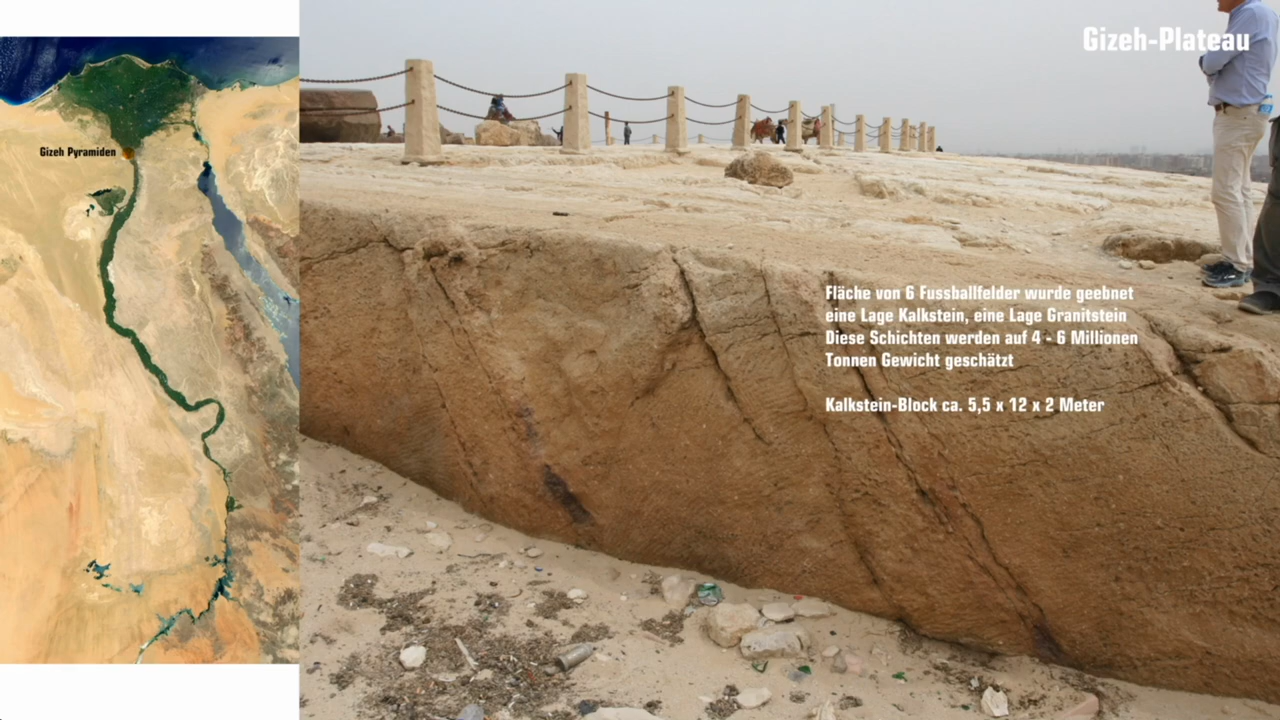 Gizeh-Plateau
Gizeh Pyramiden
Fläche von 6 Fussballfelder wurde geebnet
eine Lage Kalkstein, eine Lage Granitstein
Diese Schichten werden auf 4 - 6 Millionen
Tonnen Gewicht geschätzt
Kalkstein-Block ca. 5,5 x 12 x 2 Meter